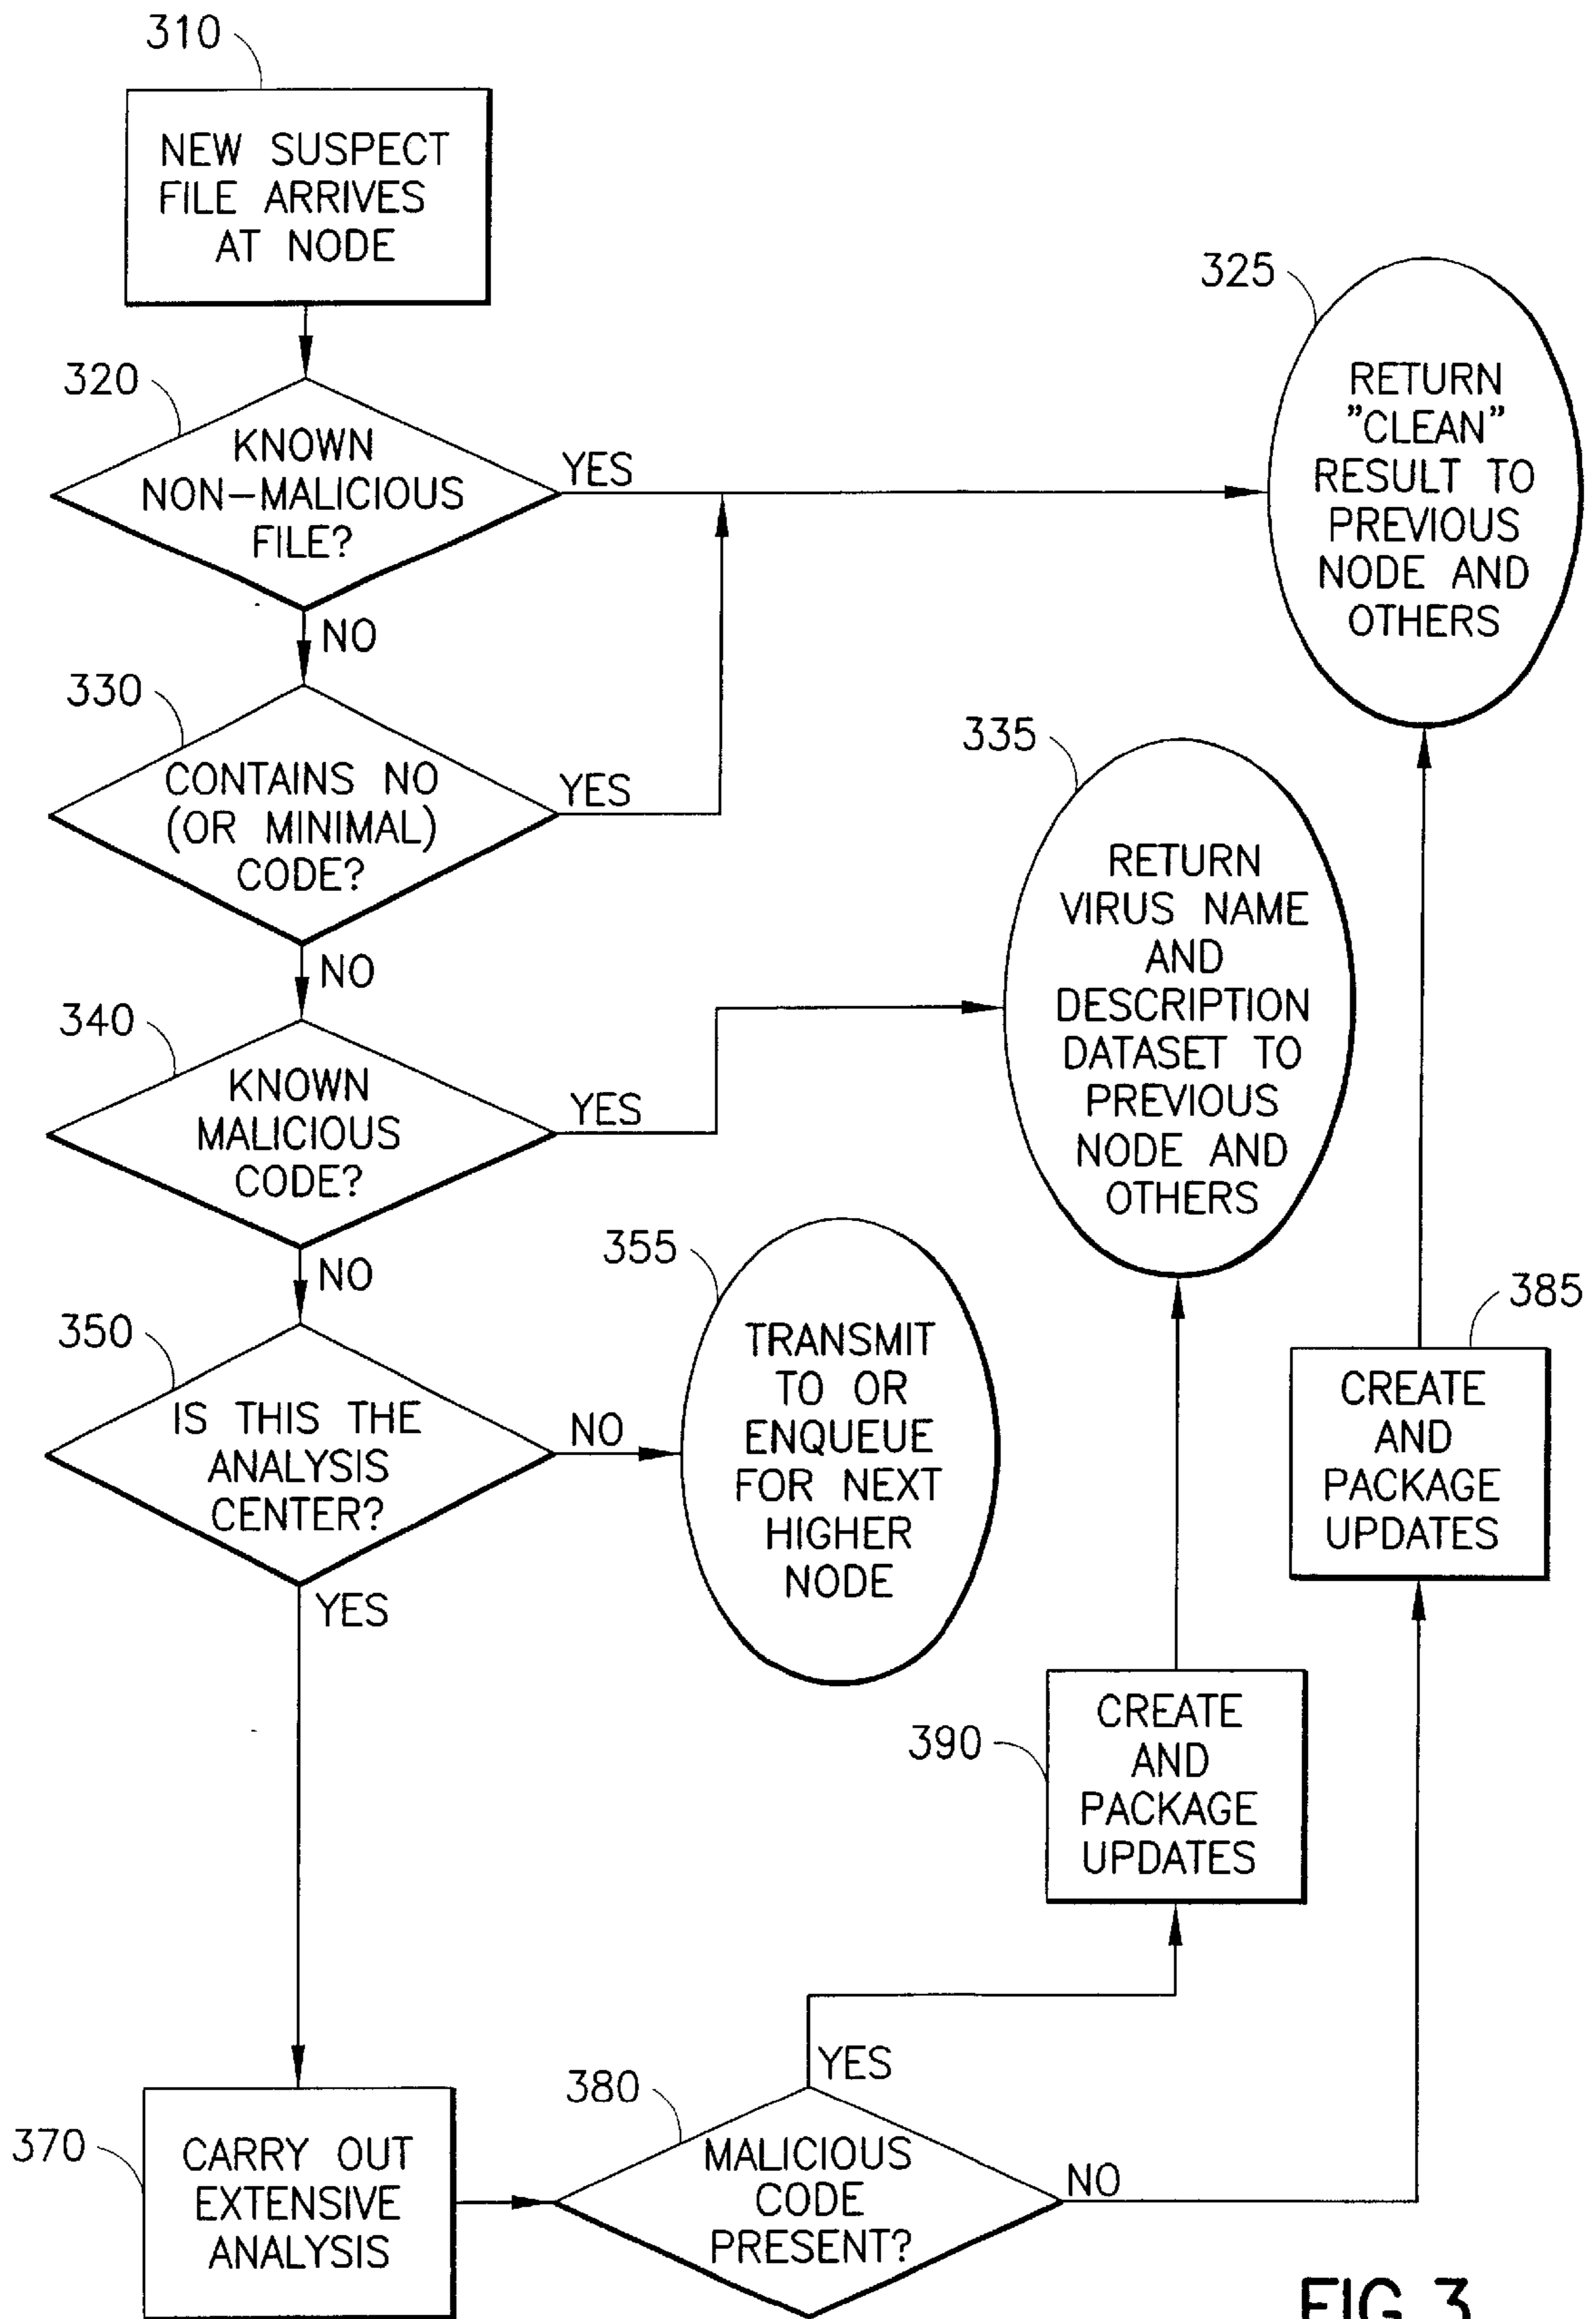 310
NEW SUSPECT
FILE ARRIVES
AT NODE
320
KNOWN
NON-MALICIOUS
FILE?
YES
NO
325
RETURN
"CLEAN"
RESULT TO
PREVIOUS
NODE AND
OTHERS
330
CONTAINS NO
(OR MINIMAL)
CODE?
YES
NO
335
RETURN
VIRUS NAME
AND
DESCRIPTION
DATASET TO
PREVIOUS
NODE AND
OTHERS
340
KNOWN
MALICIOUS
CODE?
YES
NO
350
IS THIS THE
ANALYSIS
CENTER?
NO
YES
355
TRANSMIT
TO OR
ENQUEUE
FOR NEXT
HIGHER
NODE
385
CREATE
AND
PACKAGE
UPDATES
390
CREATE
AND
PACKAGE
UPDATES
370
CARRY OUT
EXTENSIVE
ANALYSIS
380
MALICIOUS
CODE
PRESENT?
YES
NO
FIG. 3